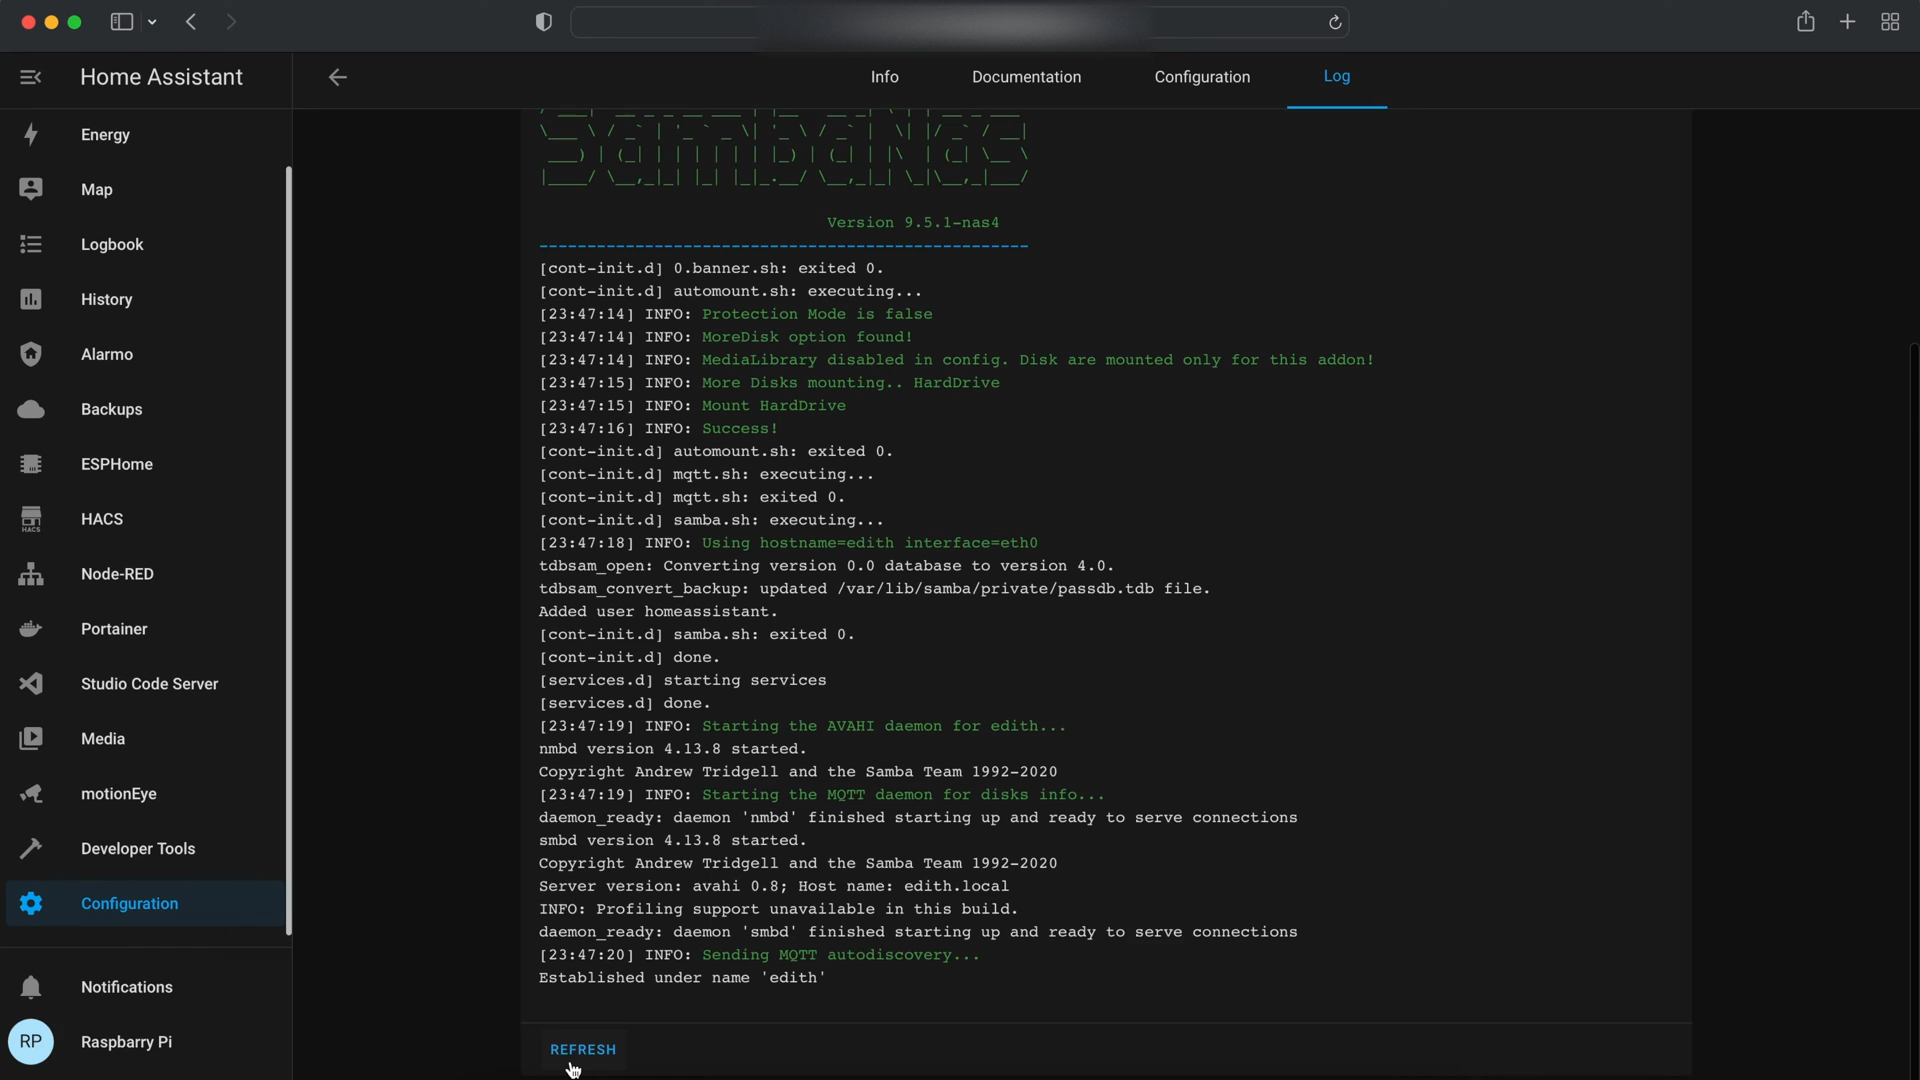 Home Assistant
Info
Documentation
Configuration
Log
Energy
Map
Logbook
History
Alarmo
Backups
ESPHome
HACS
HACS
Node-RED
Portainer
Studio Code Server
Media
motionEye
Developer Tools
Configuration
Notifications
RP
Raspbarry Pi
SambaNas
Version 9.5.1-nas4
---------------------------------------------------
[cont-init.d] 0.banner.sh: exited 0.
[cont-init.d] automount.sh: executing...
[23:47:14] INFO: Protection Mode is false
[23:47:14] INFO: MoreDisk option found!
[23:47:14] INFO: MediaLibrary disabled in config. Disk are mounted only for this addon!
[23:47:15] INFO: More Disks mounting.. HardDrive
[23:47:15] INFO: Mount HardDrive
[23:47:16] INFO: Success!
[cont-init.d] automount.sh: exited 0.
[cont-init.d] mqtt.sh: executing...
[cont-init.d] mqtt.sh: exited 0.
[cont-init.d] samba.sh: executing...
[23:47:18] INFO: Using hostname=edith interface=eth0
tdbsam_open: Converting version 0.0 database to version 4.0.
tdbsam_convert_backup: updated /var/lib/samba/private/passdb.tdb file.
Added user homeassistant.
[cont-init.d] samba.sh: exited 0.
[cont-init.d] done.
[services.d] starting services
[services.d] done.
[23:47:19] INFO: Starting the AVAHI daemon for edith...
nmbd version 4.13.8 started.
Copyright Andrew Tridgell and the Samba Team 1992-2020
[23:47:19] INFO: Starting the MQTT daemon for disks info...
daemon_ready: daemon 'nmbd' finished starting up and ready to serve connections
smbd version 4.13.8 started.
Copyright Andrew Tridgell and the Samba Team 1992-2020
Server version: avahi 0.8; Host name: edith.local
INFO: Profiling support unavailable in this build.
daemon_ready: daemon 'smbd' finished starting up and ready to serve connections
[23:47:20] INFO: Sending MQTT autodiscovery...
Established under name 'edith'
REFRESH